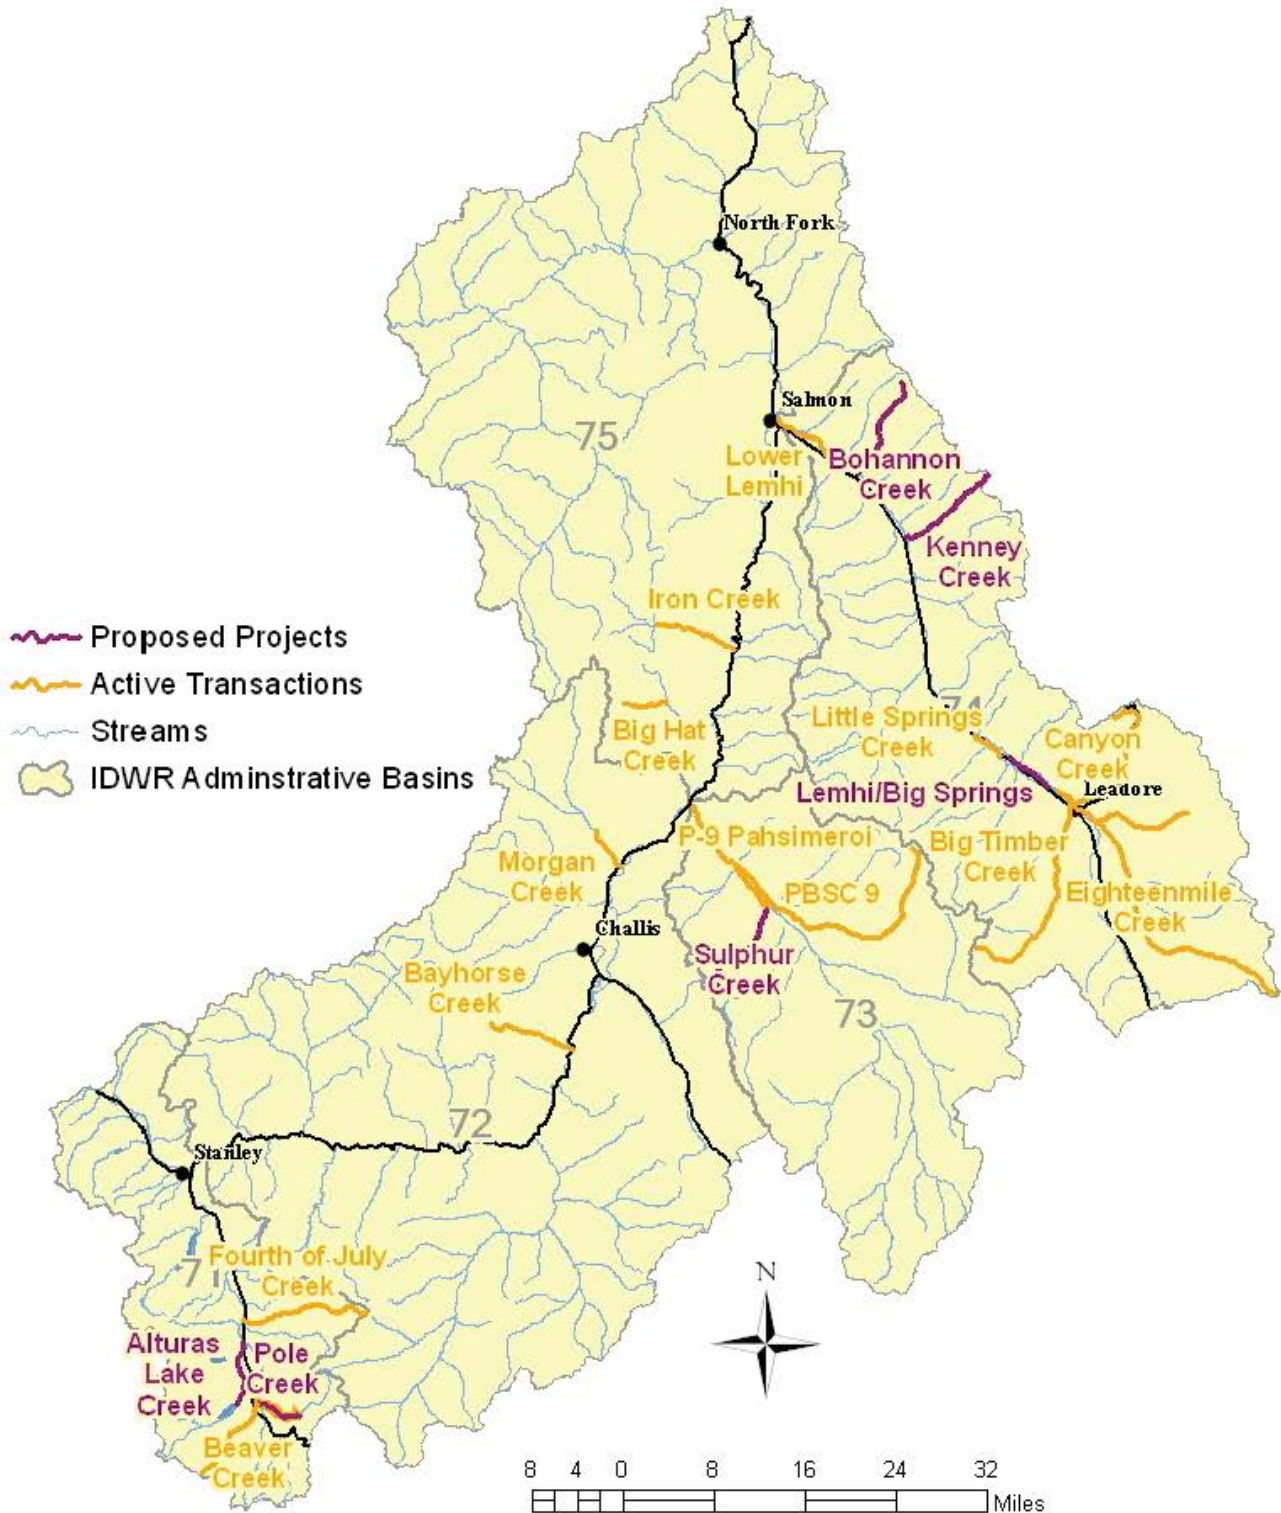 North Fork
Salmon
75
Lower
Lemhi
Bohannon
Creek
Kenney
Creek
Iron Creek
Proposed Projects
Active Transactions
Streams
IDWR Adminstrative Basins
Big Hat
Creek
74
Little Springs
Creek
Canyon
Creek
Lemhi/Big Springs
Leadore
P-9 Pahsimeroi
Big Timber
Creek
Morgan
Creek
PBSC 9
Eighteenmile
Creek
Challis
Sulphur
Creek
Bayhorse
Creek
73
72
Stanley
71
Fourth of July
Creek
N
Alturas
Lake
Creek
Pole
Creek
Beaver
Creek
8 4 0 8 16 24 32
Miles